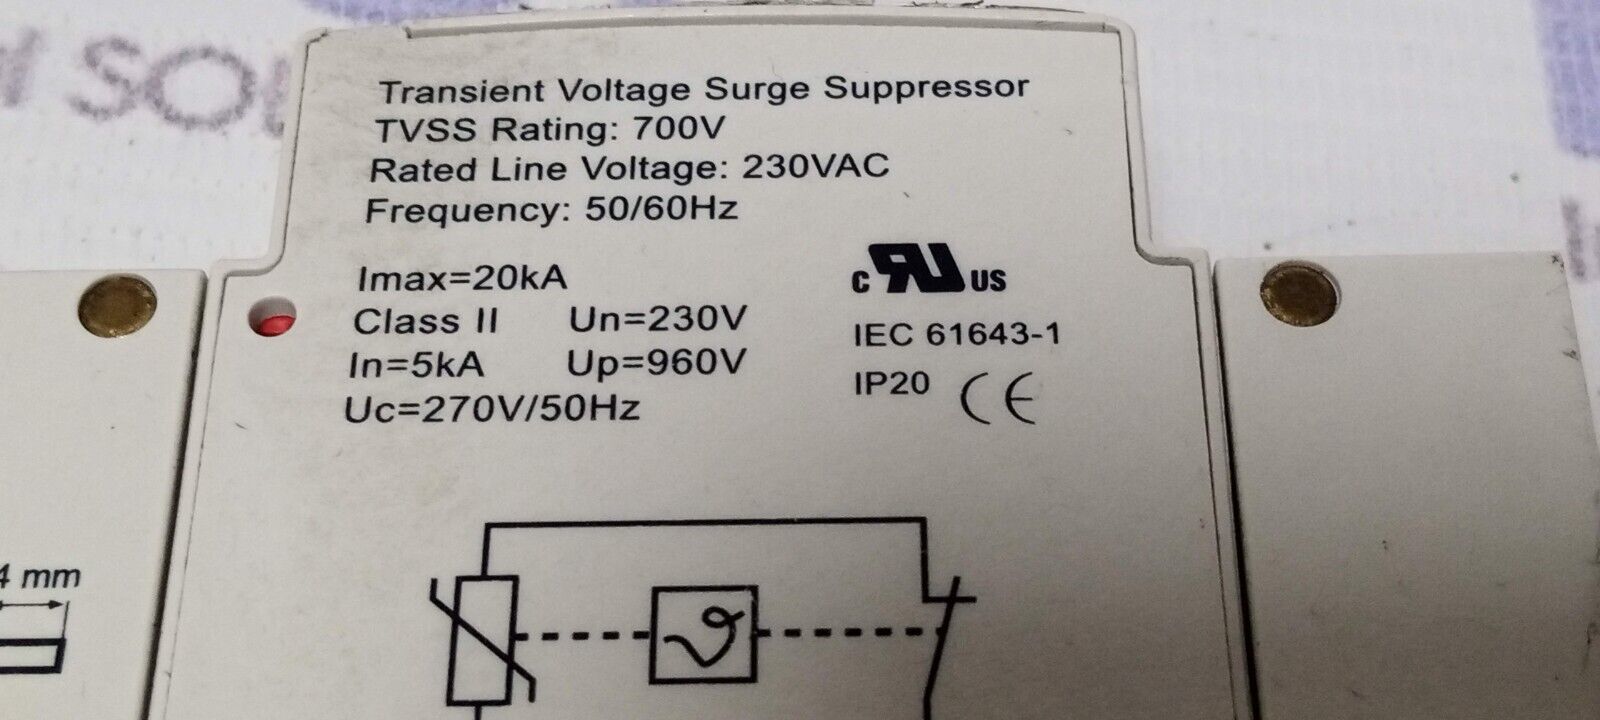 Transient Voltage Surge Suppressor
TVSS Rating: 700V
Rated Line Voltage: 230VAC
Frequency: 50/60Hz
Imax=20kA
Class II Un=230V
In=5kA Up=960V
Uc=270V/50Hz
c RU US
IEC 61643-1
IP20 CE
4 mm